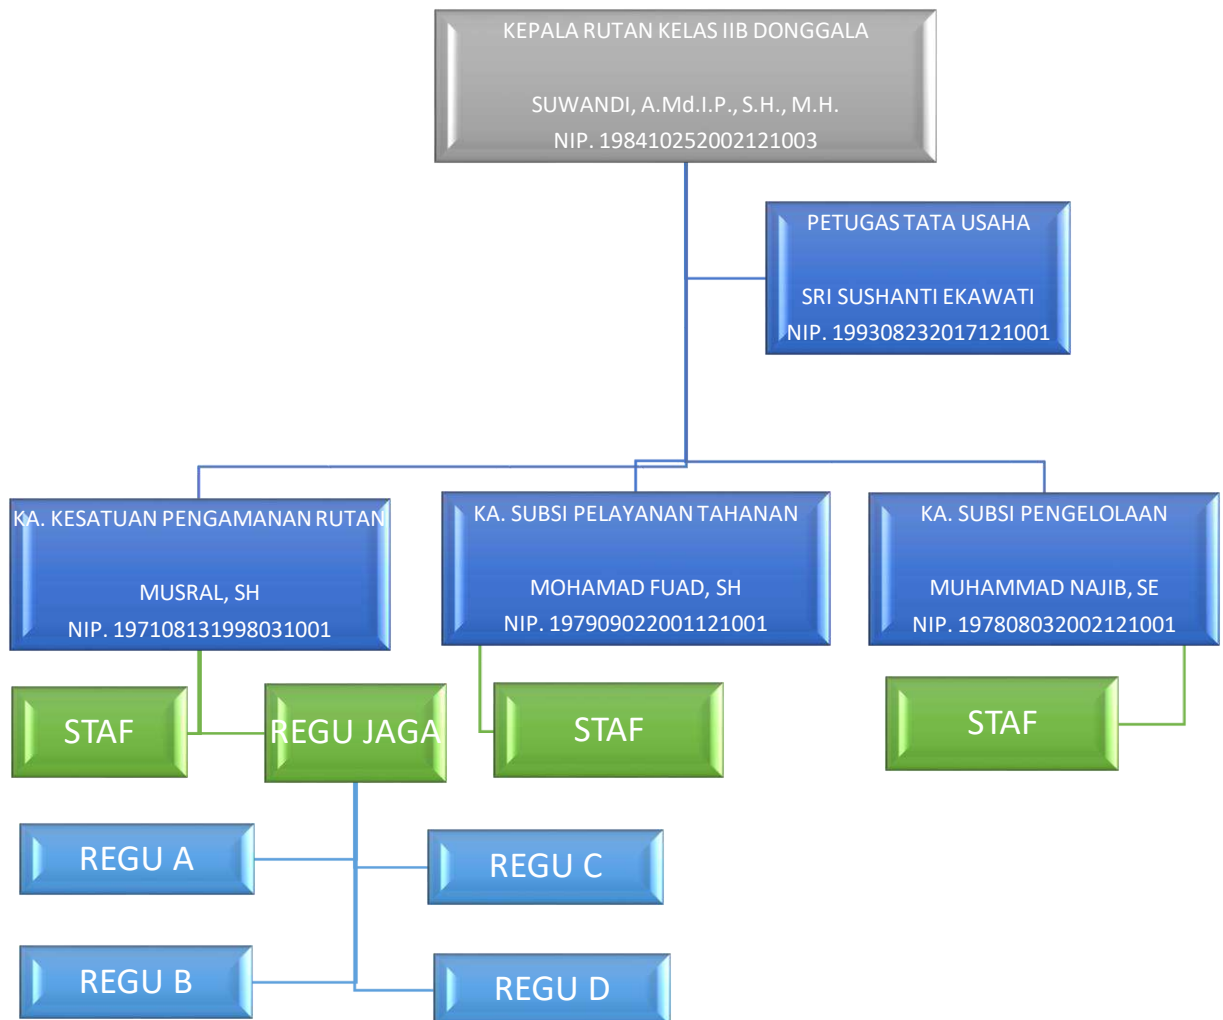 KEPALA RUTAN KELAS IIB DONGGALA
SUWANDI, A.Md.I.P., S.H., M.H.
NIP. 198410252002121003
PETUGAS TATA USAHA
SRI SUSHANTI EKAWATI
NIP. 199308232017121001
KA. KESATUAN PENGAMANAN RUTAN
MUSRAL, SH
NIP. 197108131998031001
KA. SUBSI PELAYANAN TAHANAN
MOHAMAD FUAD, SH
NIP. 197909022001121001
KA. SUBSI PENGELOLAAN
MUHAMMAD NAJIB, SE
NIP. 197808032002121001
STAF
REGU JAGA
STAF
STAF
REGU A
REGU C
REGU B
REGU D